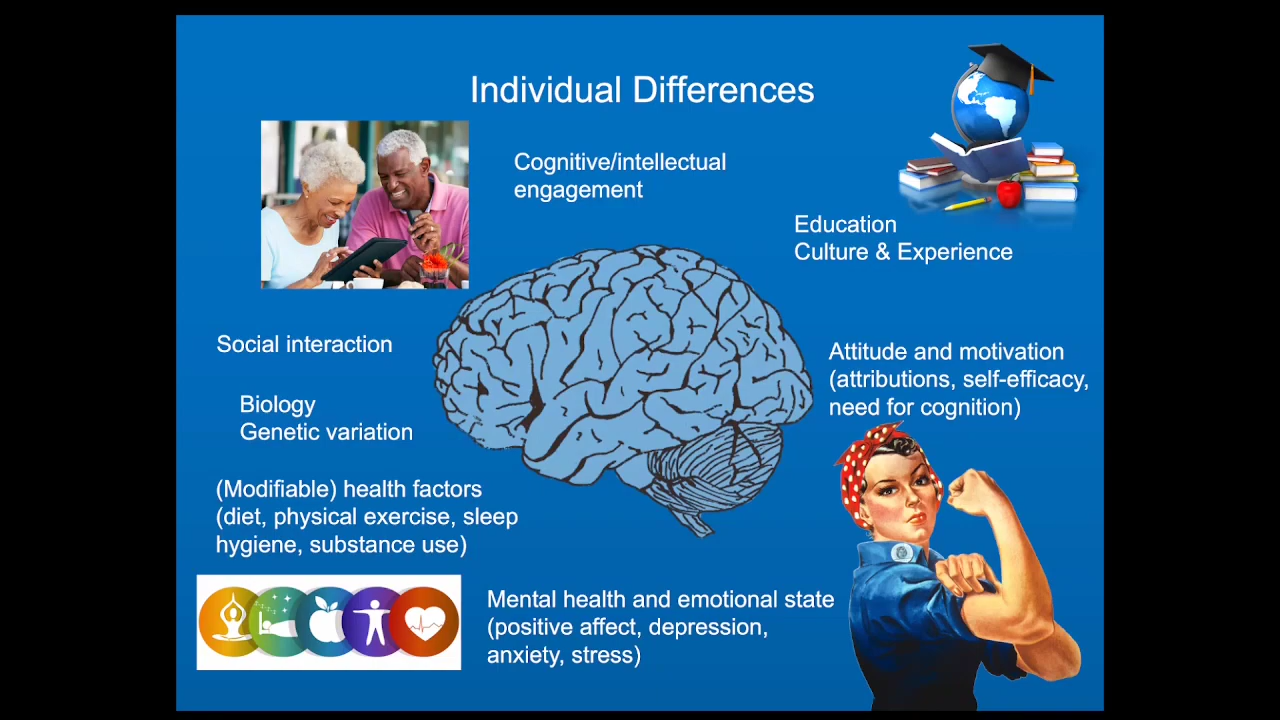 Individual Differences
Cognitive/intellectual
engagement
Education
Culture & Experience
Social interaction
Attitude and motivation
(attributions, self-efficacy,
need for cognition)
Biology
Genetic variation
(Modifiable) health factors
(diet, physical exercise, sleep
hygiene, substance use)
Mental health and emotional state
(positive affect, depression,
anxiety, stress)